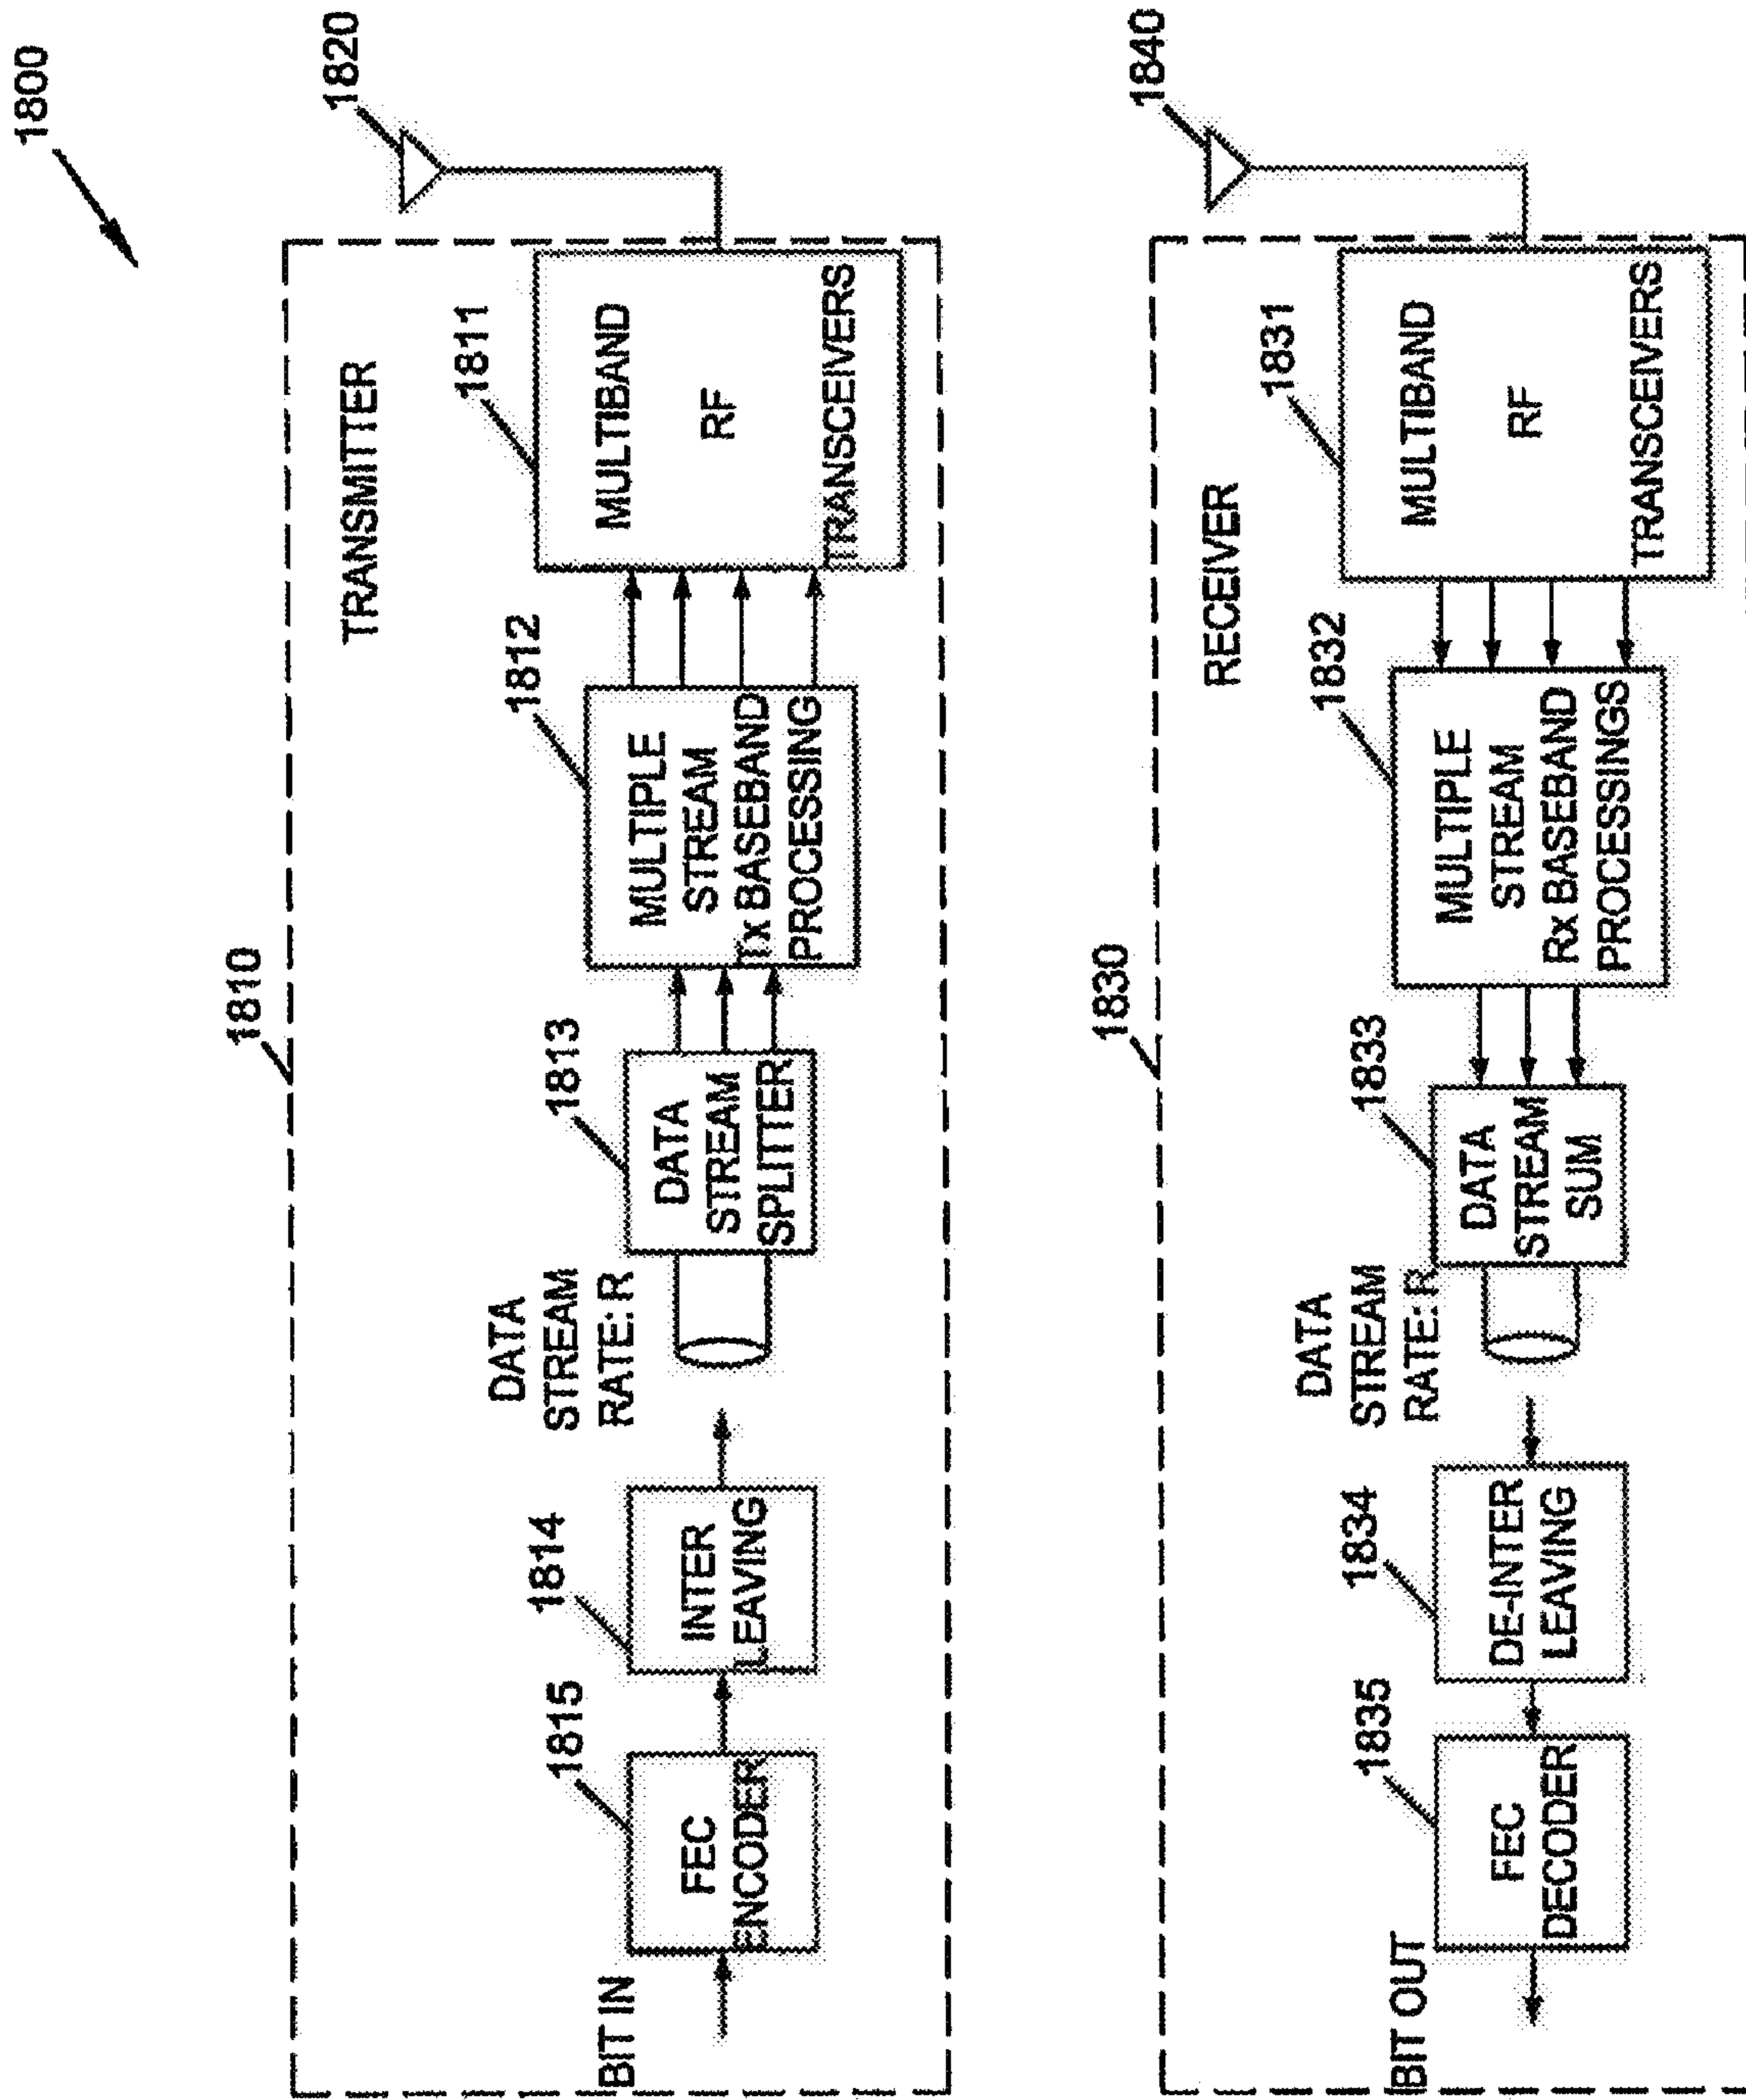 1800
1810
TRANSMITTER
1820
BIT IN
1815
FEC
ENCODER
1814
INTER
LEAVING
DATA
STREAM
RATE: R
1813
DATA
STREAM
SPLITTER
1812
MULTIPLE
STREAM
Tx BASEBAND
PROCESSING
1811
MULTIBAND
RF
TRANSCEIVERS
1830
RECEIVER
1840
BIT OUT
1835
FEC
DECODER
1834
DE-INTER
LEAVING
DATA
STREAM
RATE: R
1833
DATA
STREAM
SUM
1832
MULTIPLE
STREAM
Rx BASEBAND
PROCESSINGS
1831
MULTIBAND
RF
TRANSCEIVERS